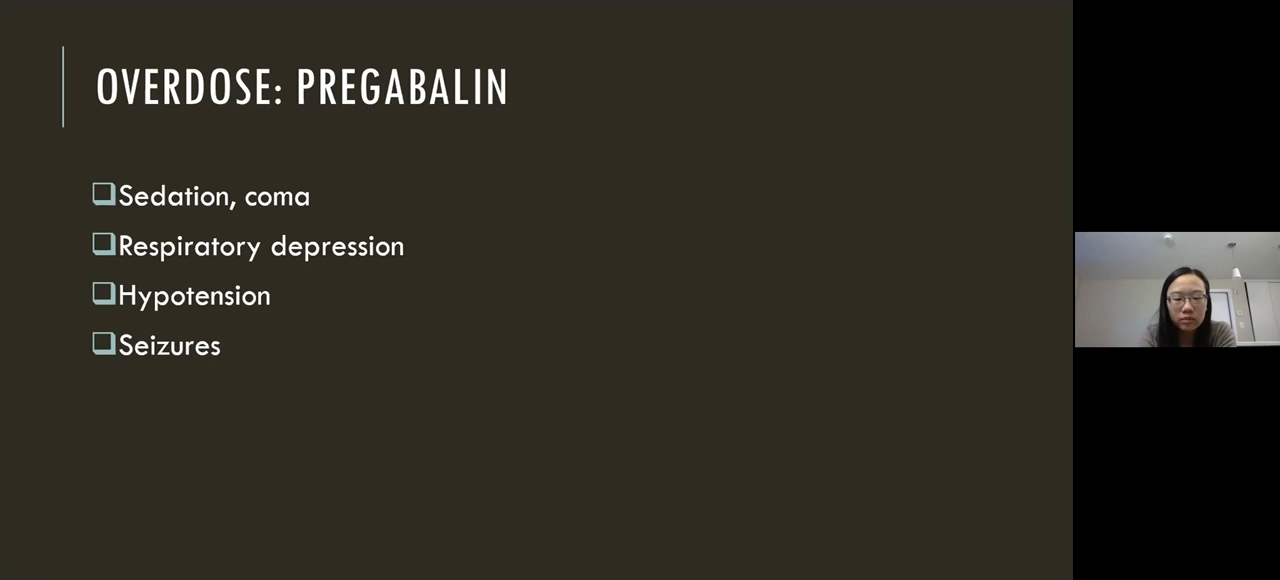 OVERDOSE: PREGABALIN
Sedation, coma
Respiratory depression
Hypotension
Seizures